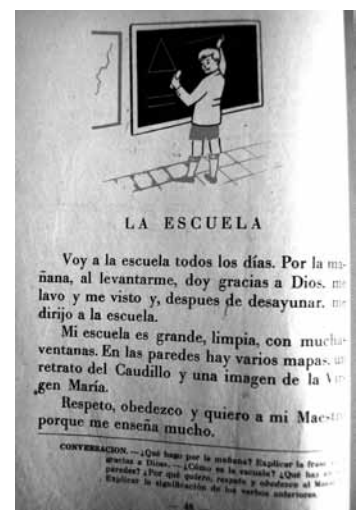 LA ESCUELA
Voy a la escuela todos los días. Por la ma-
ñana, al levantarme, doy gracias a Dios. me
lavo y me visto y, despues de desayunar. me
dirijo a la escuela.
Mi escuela es grande, limpia, con mucha-
ventanas. En las paredes hay varios mapas. un
retrato del Caudillo y una imagen de la Vir-
gen María.
Respeto, obedezco y quiero a mi Maestro
porque me enseña mucho.
CONVERSACION. — ¿Qué hago por la mañana? Explicar la frase
gracias a Dios. — ¿Cómo es la escuela? ¿Qué hay en
paredes? ¿Por qué quiero, respeto y obedezco al
Explicar la significación de los verbos anteriores.